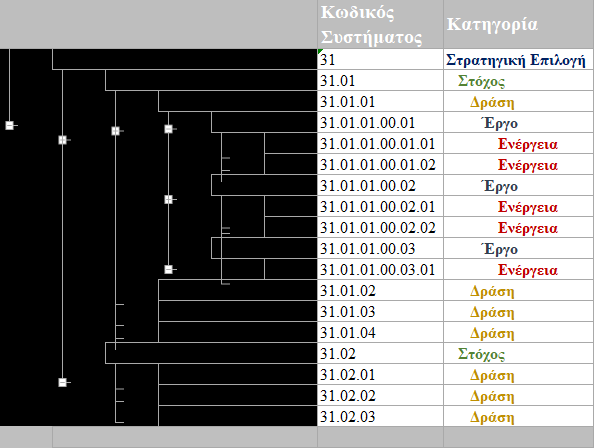 Κωδικός Συστήματος Κατηγορία
31 Στρατηγική Επιλογή
31.01 Στόχος
31.01.01 Δράση
31.01.01.00.01 Έργο
31.01.01.00.01.01 Ενέργεια
31.01.01.00.01.02 Ενέργεια
31.01.01.00.02 Έργο
31.01.01.00.02.01 Ενέργεια
31.01.01.00.02.02 Ενέργεια
31.01.01.00.03 Έργο
31.01.01.00.03.01 Ενέργεια
31.01.02 Δράση
31.01.03 Δράση
31.01.04 Δράση
31.02 Στόχος
31.02.01 Δράση
31.02.02 Δράση
31.02.03 Δράση